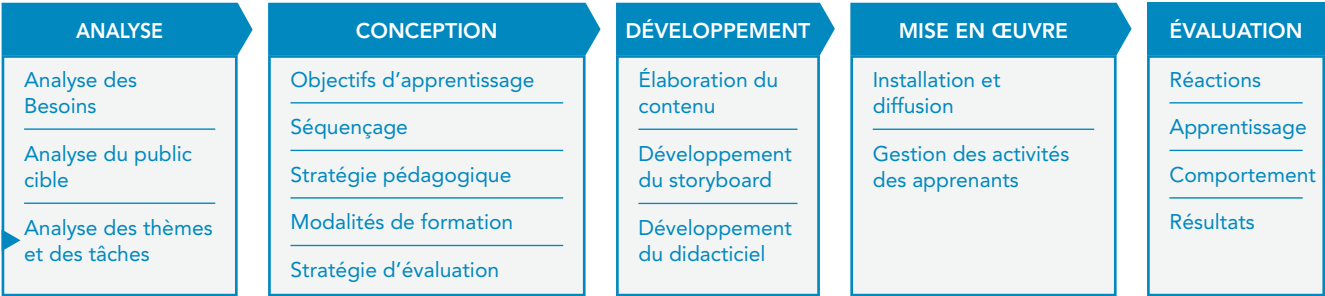 ANALYSE
Analyse des
Besoins
Analyse du public
cible
Analyse des thèmes
et des tâches
CONCEPTION
Objectifs d’apprentissage
Séquençage
Stratégie pédagogique
Modalités de formation
Stratégie d’évaluation
DÉVELOPPEMENT
Élaboration du
contenu
Développement
du storyboard
Développement
du didacticiel
MISE EN ŒUVRE
Installation et
diffusion
Gestion des activités
des apprenants
ÉVALUATION
Réactions
Apprentissage
Comportement
Résultats